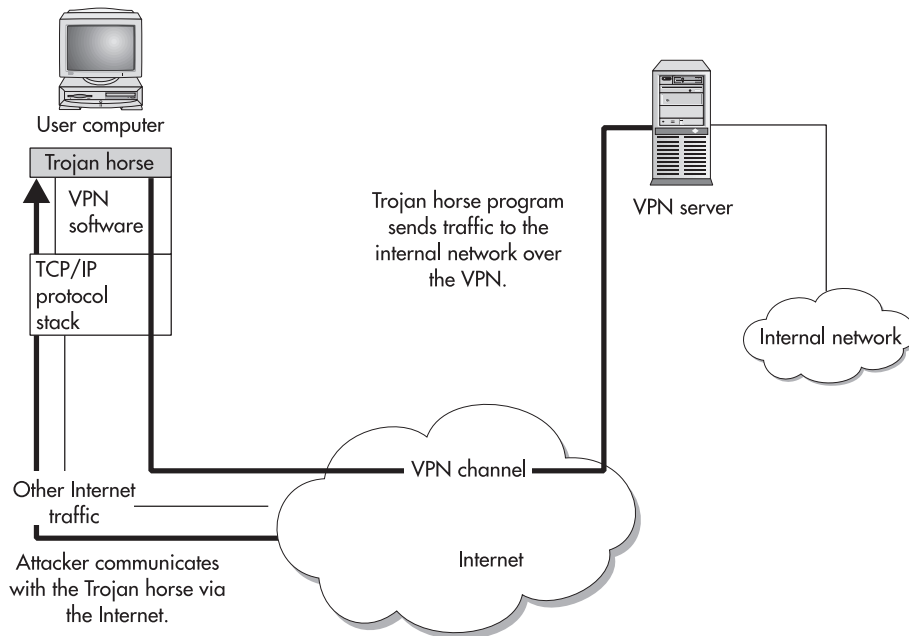 User computer
Trojan horse
VPN
software
TCP/IP
protocol
stack
Trojan horse program
sends traffic to the
internal network over
the VPN.
VPN server
Internal network
VPN channel
Other Internet
traffic
Internet
Attacker communicates
with the Trojan horse via
the Internet.